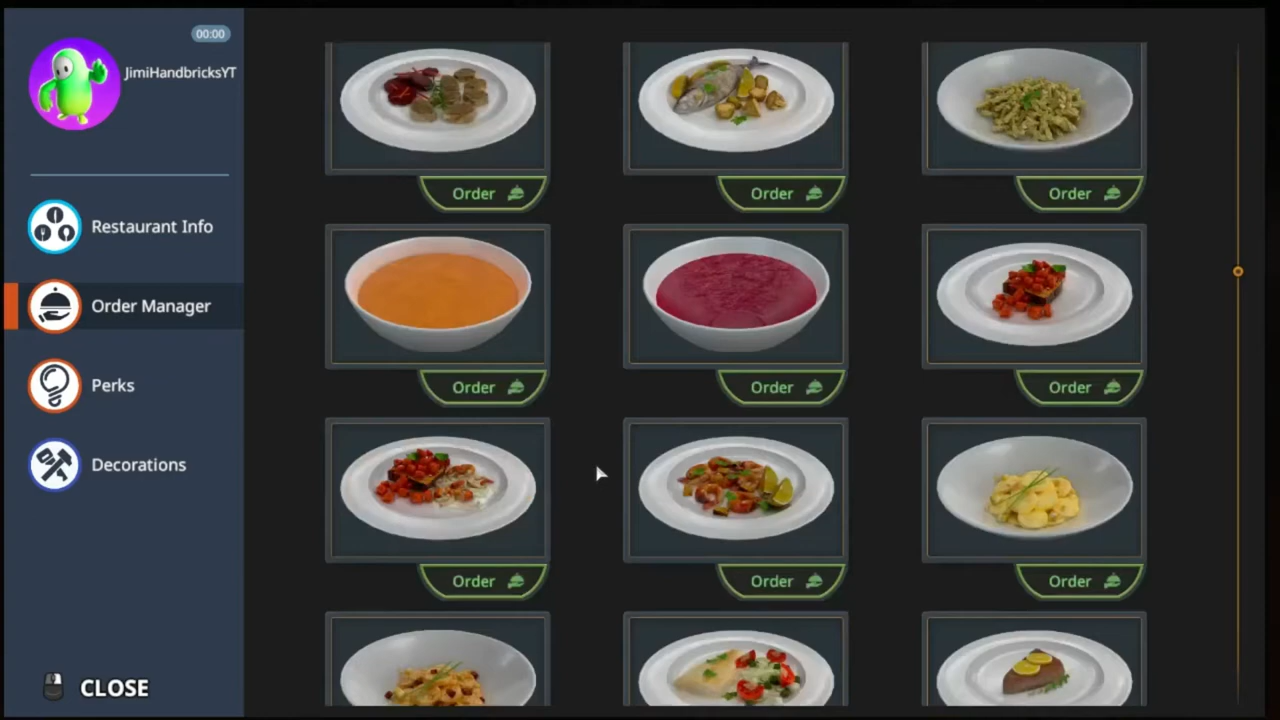 00:00
JimiHandbricksYT
Restaurant Info
Order Manager
Perks
Decorations
CLOSE
Order Order Order
Order Order Order
Order Order Order